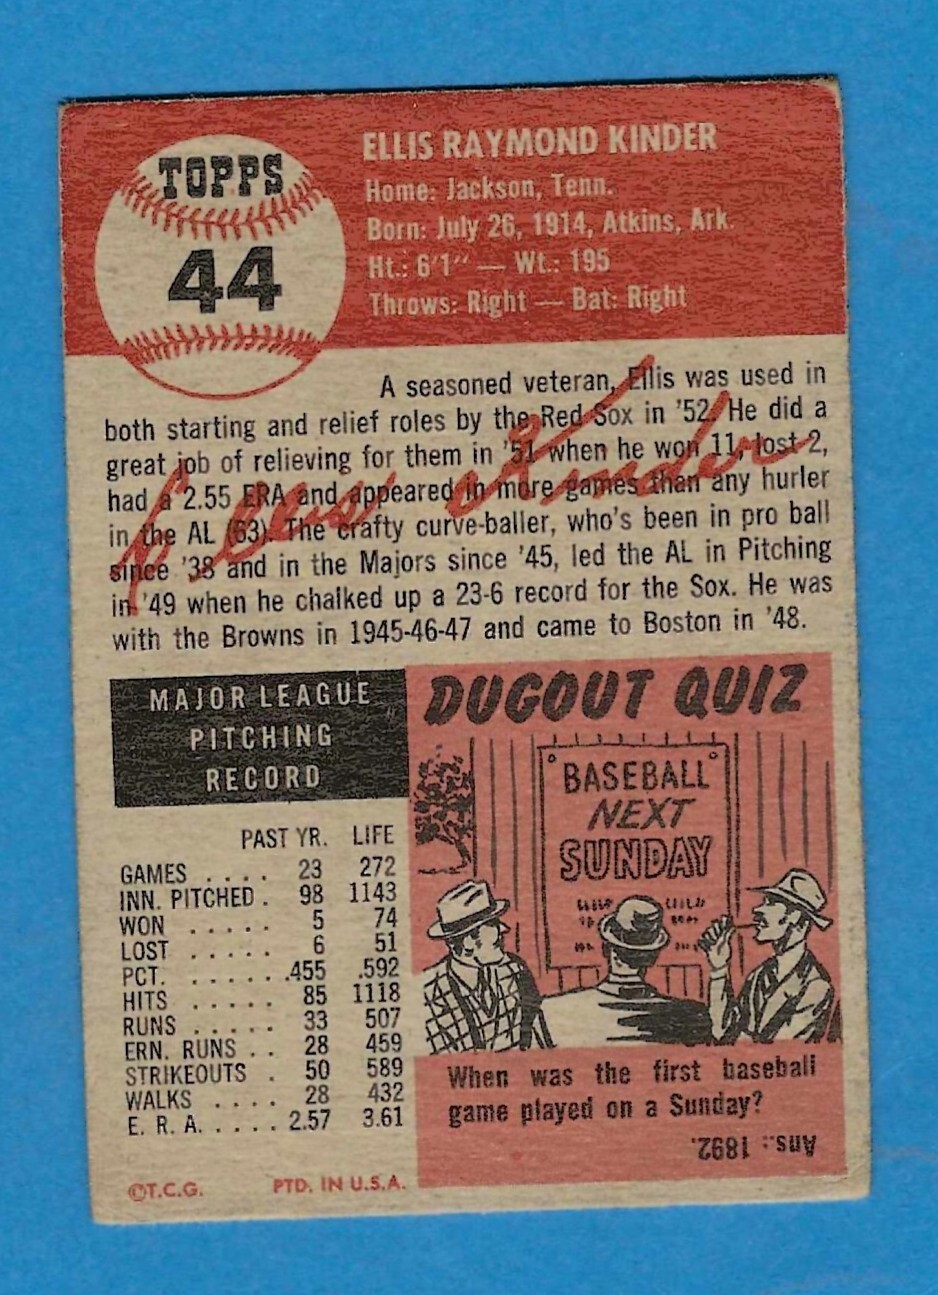 TOPPS
44
ELLIS RAYMOND KINDER
Home: Jackson, Tenn.
Born: July 26, 1914, Atkins, Ark.
Ht.: 6'1" — Wt.: 195
Throws: Right — Bat: Right
A seasoned veteran, Ellis was used in
both starting and relief roles by the Red Sox in '52. He did a
great job of relieving for them in '51 when he won 11, lost 2,
had a 2.55 ERA and appeared in more games than any hurler
in the AL (63). The crafty curve-baller, who's been in pro ball
since '38 and in the Majors since '45, led the AL in Pitching
in '49 when he chalked up a 23-6 record for the Sox. He was
with the Browns in 1945-46-47 and came to Boston in '48.
Ellis Kinder
MAJOR LEAGUE
PITCHING
RECORD
PAST YR. LIFE
GAMES . . . . 23 272
INN. PITCHED . 98 1143
WON . . . . . 5 74
LOST . . . . . 6 51
PCT. . . . . . .455 .592
HITS . . . . . 85 1118
RUNS . . . . . 33 507
ERN. RUNS . . 28 459
STRIKEOUTS . 50 589
WALKS . . . . 28 432
E. R. A. . . . . . 2.57 3.61
©T.C.G. PTD. IN U.S.A.
DUGOUT QUIZ
BASEBALL
NEXT
SUNDAY
When was the first baseball
game played on a Sunday?
Ans.: 1892.